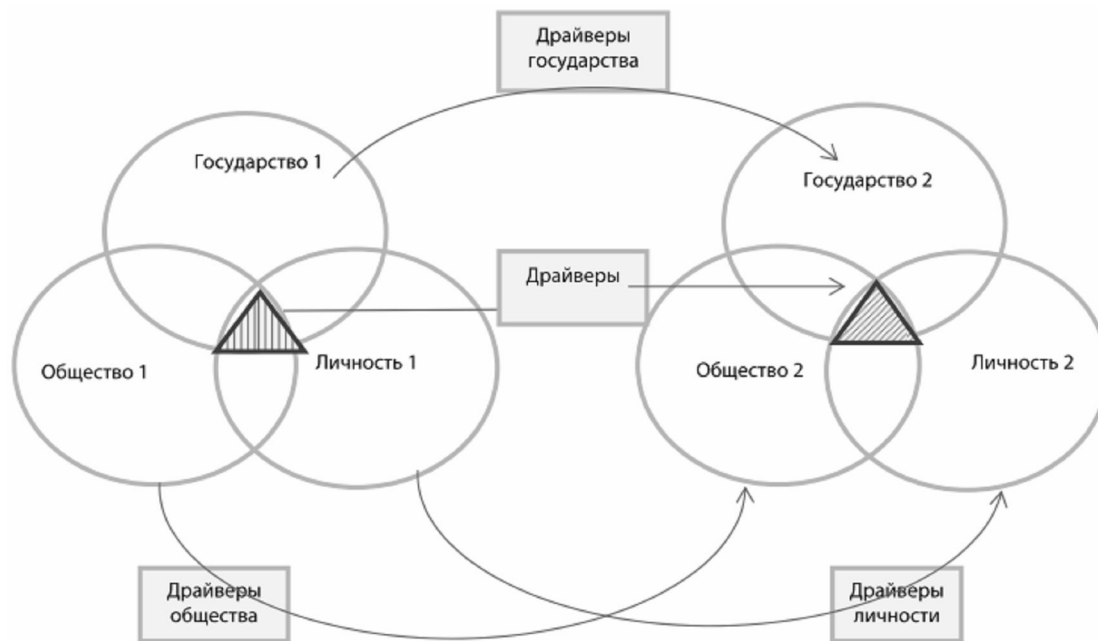 Драйверы
государства
Государство 1
Государство 2
Драйверы
Общество 1
Личность 1
Общество 2
Личность 2
Драйверы
общества
Драйверы
личности